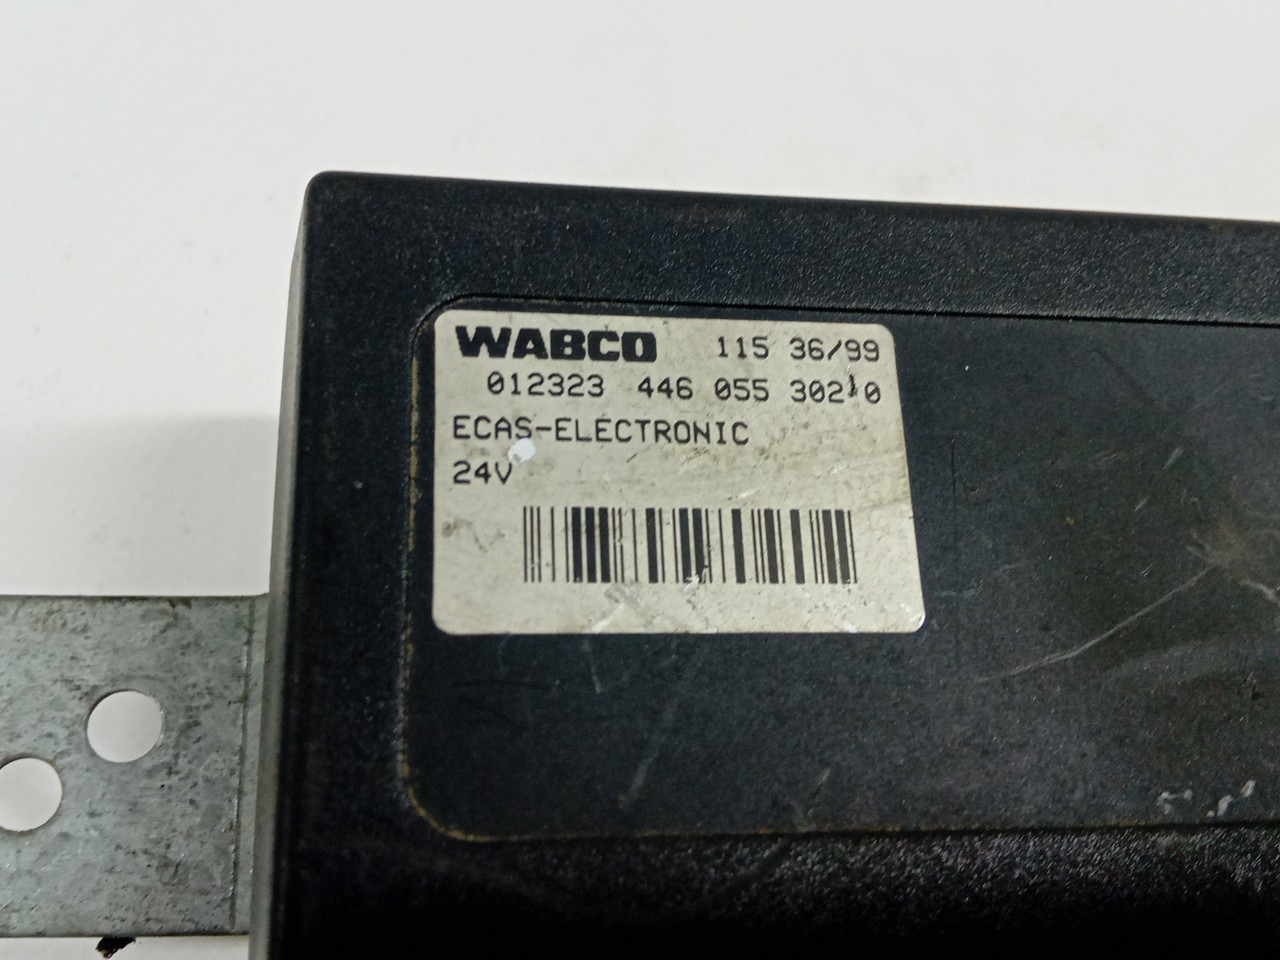 WABCO 115 36/99
012323 446 055 302 0
ECAS-ELECTRONIC
24V